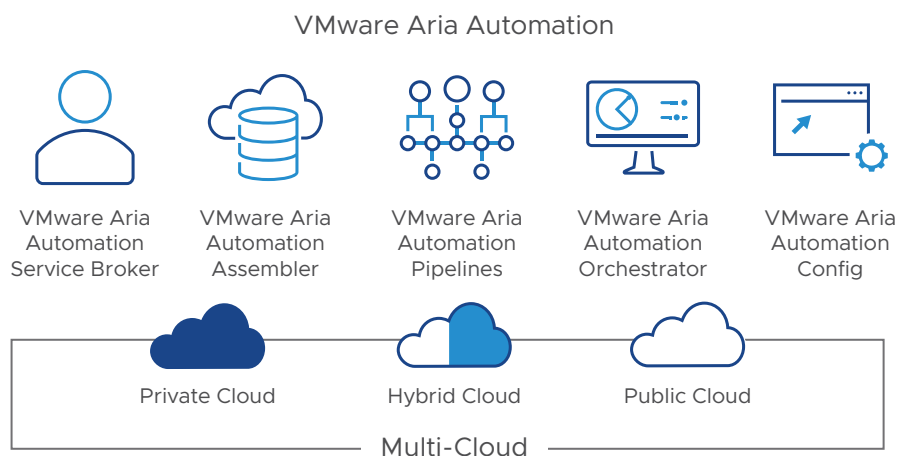 VMware Aria Automation
VMware Aria
Automation
Service Broker
VMware Aria
Automation
Assembler
VMware Aria
Automation
Pipelines
VMware Aria
Automation
Orchestrator
VMware Aria
Automation
Config
Private Cloud
Hybrid Cloud
Public Cloud
Multi-Cloud